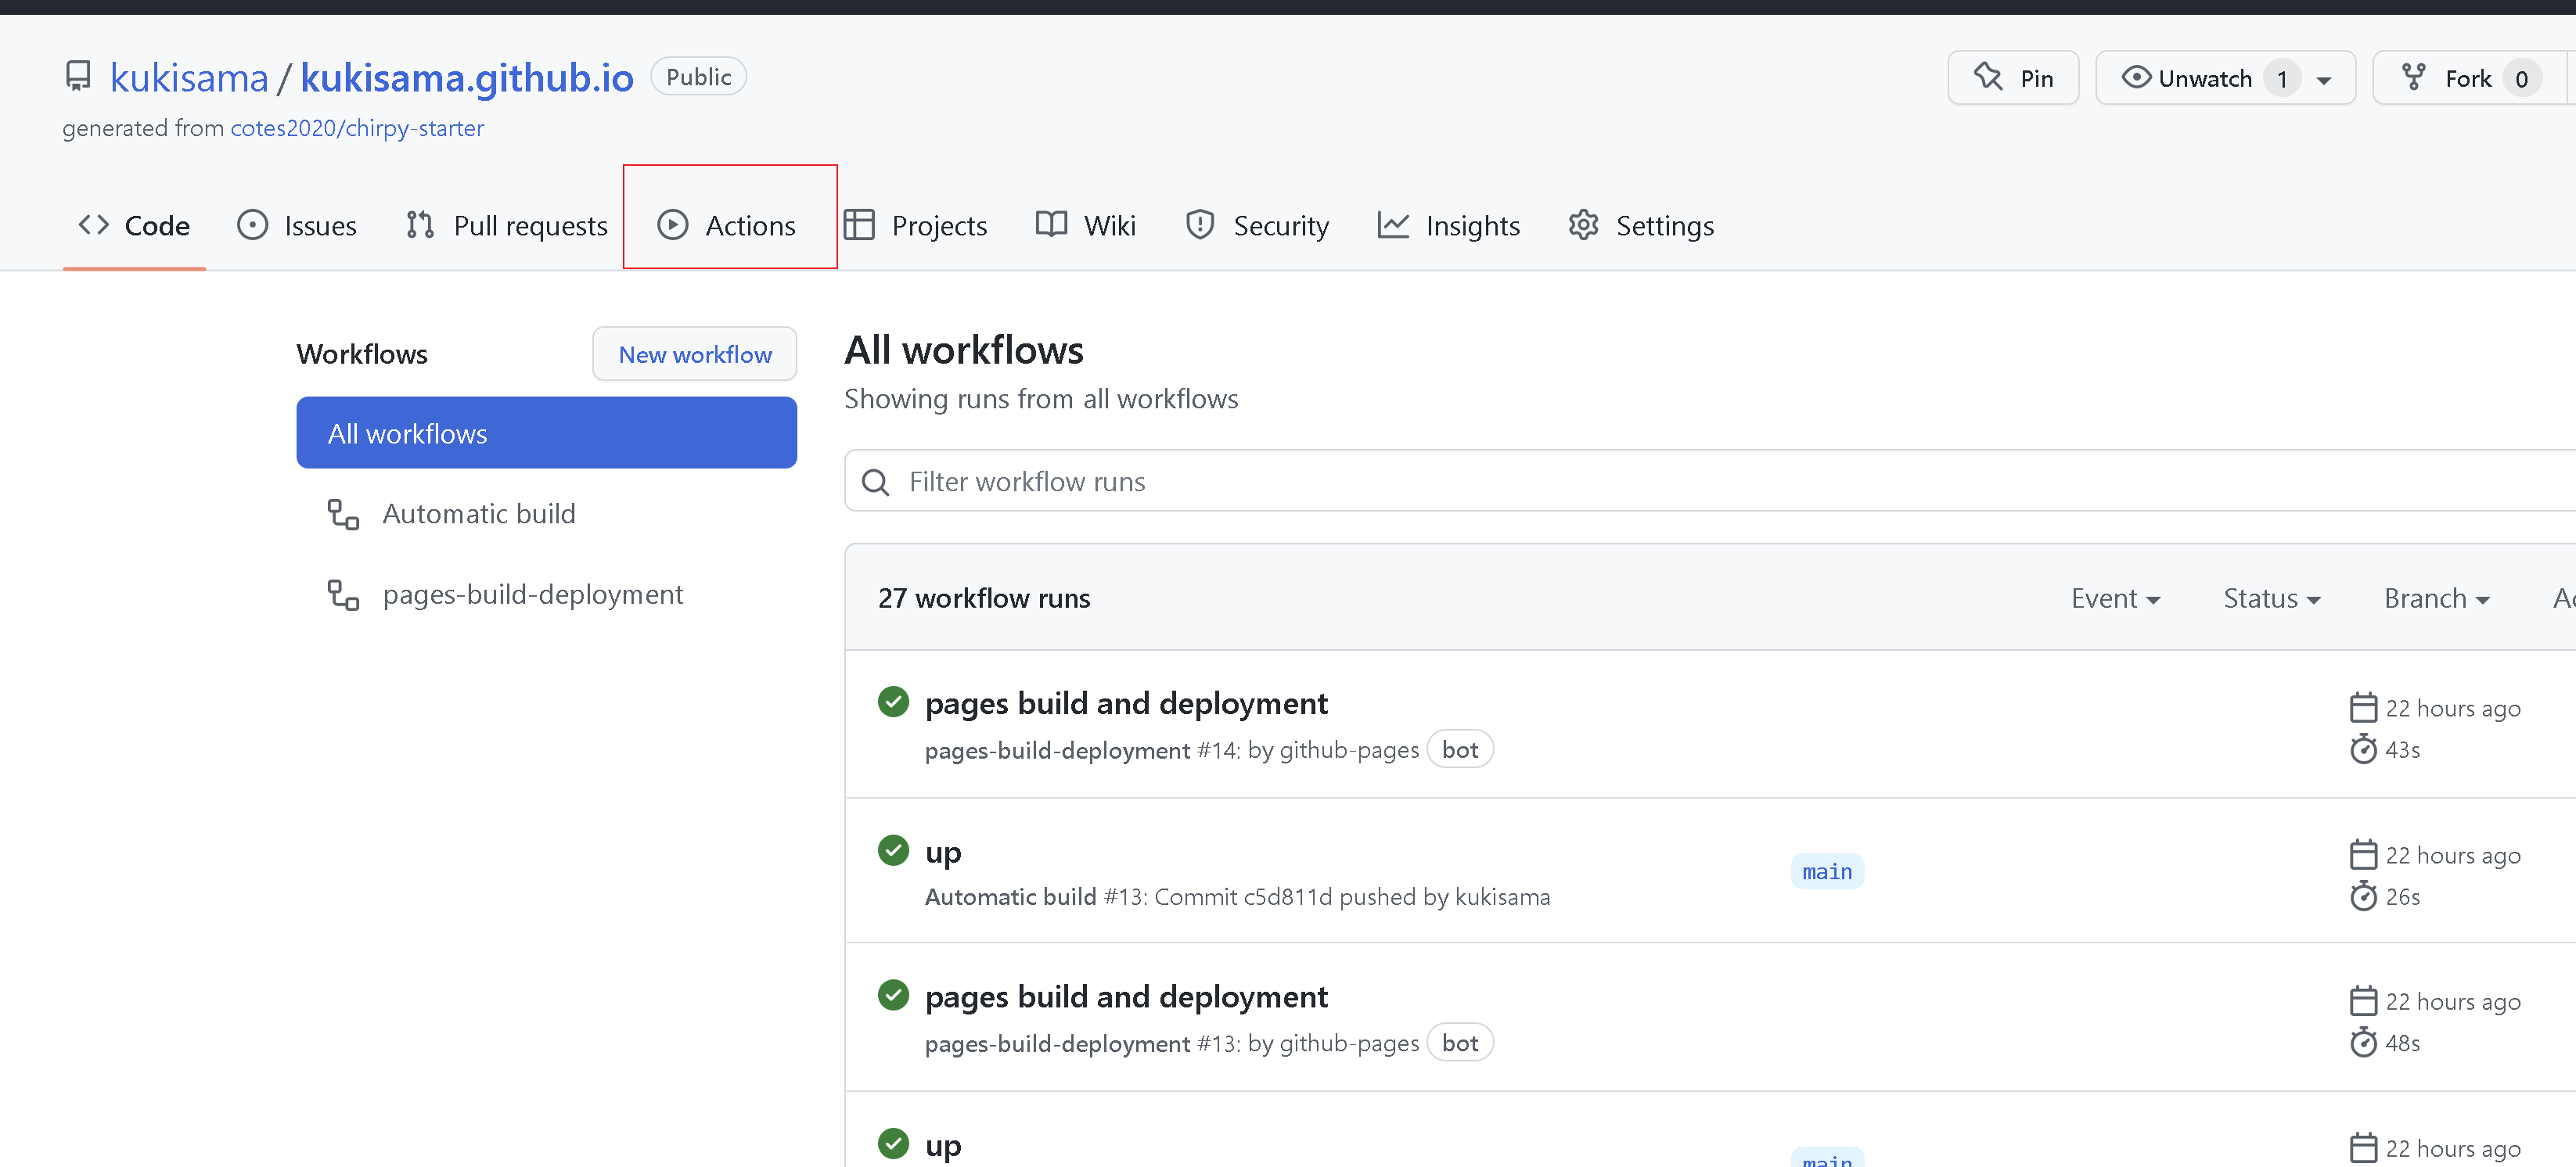 kukisama / kukisama.github.io Public
Pin
Unwatch 1
Fork 0
generated from cotes2020/chirpy-starter
Code
Issues
Pull requests
Actions
Projects
Wiki
Security
Insights
Settings
Workflows
New workflow
All workflows
Automatic build
pages-build-deployment
All workflows
Showing runs from all workflows
Filter workflow runs
27 workflow runs
Event
Status
Branch
pages build and deployment
pages-build-deployment #14: by github-pages bot
22 hours ago
43s
up
Automatic build #13: Commit c5d811d pushed by kukisama
main
22 hours ago
26s
pages build and deployment
pages-build-deployment #13: by github-pages bot
22 hours ago
48s
up
main
22 hours ago